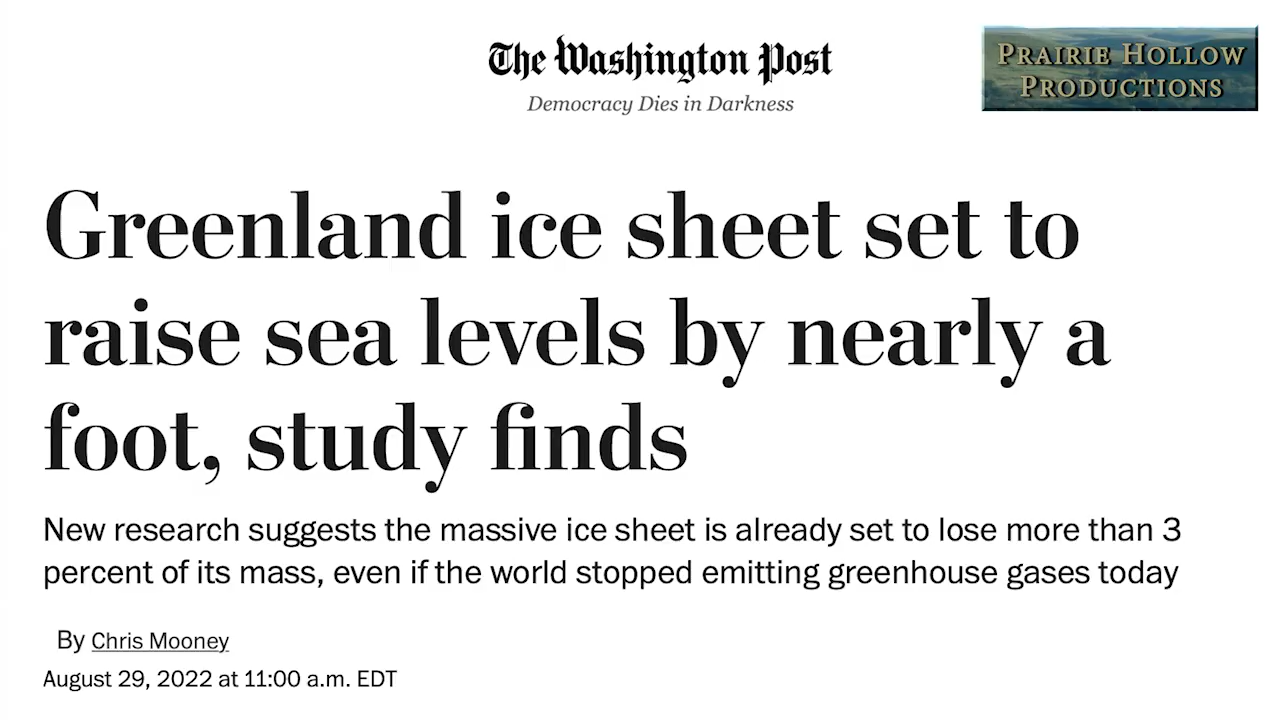 The Washington Post
Democracy Dies in Darkness
PRAIRIE HOLLOW
PRODUCTIONS
Greenland ice sheet set to
raise sea levels by nearly a
foot, study finds
New research suggests the massive ice sheet is already set to lose more than 3
percent of its mass, even if the world stopped emitting greenhouse gases today
By Chris Mooney
August 29, 2022 at 11:00 a.m. EDT